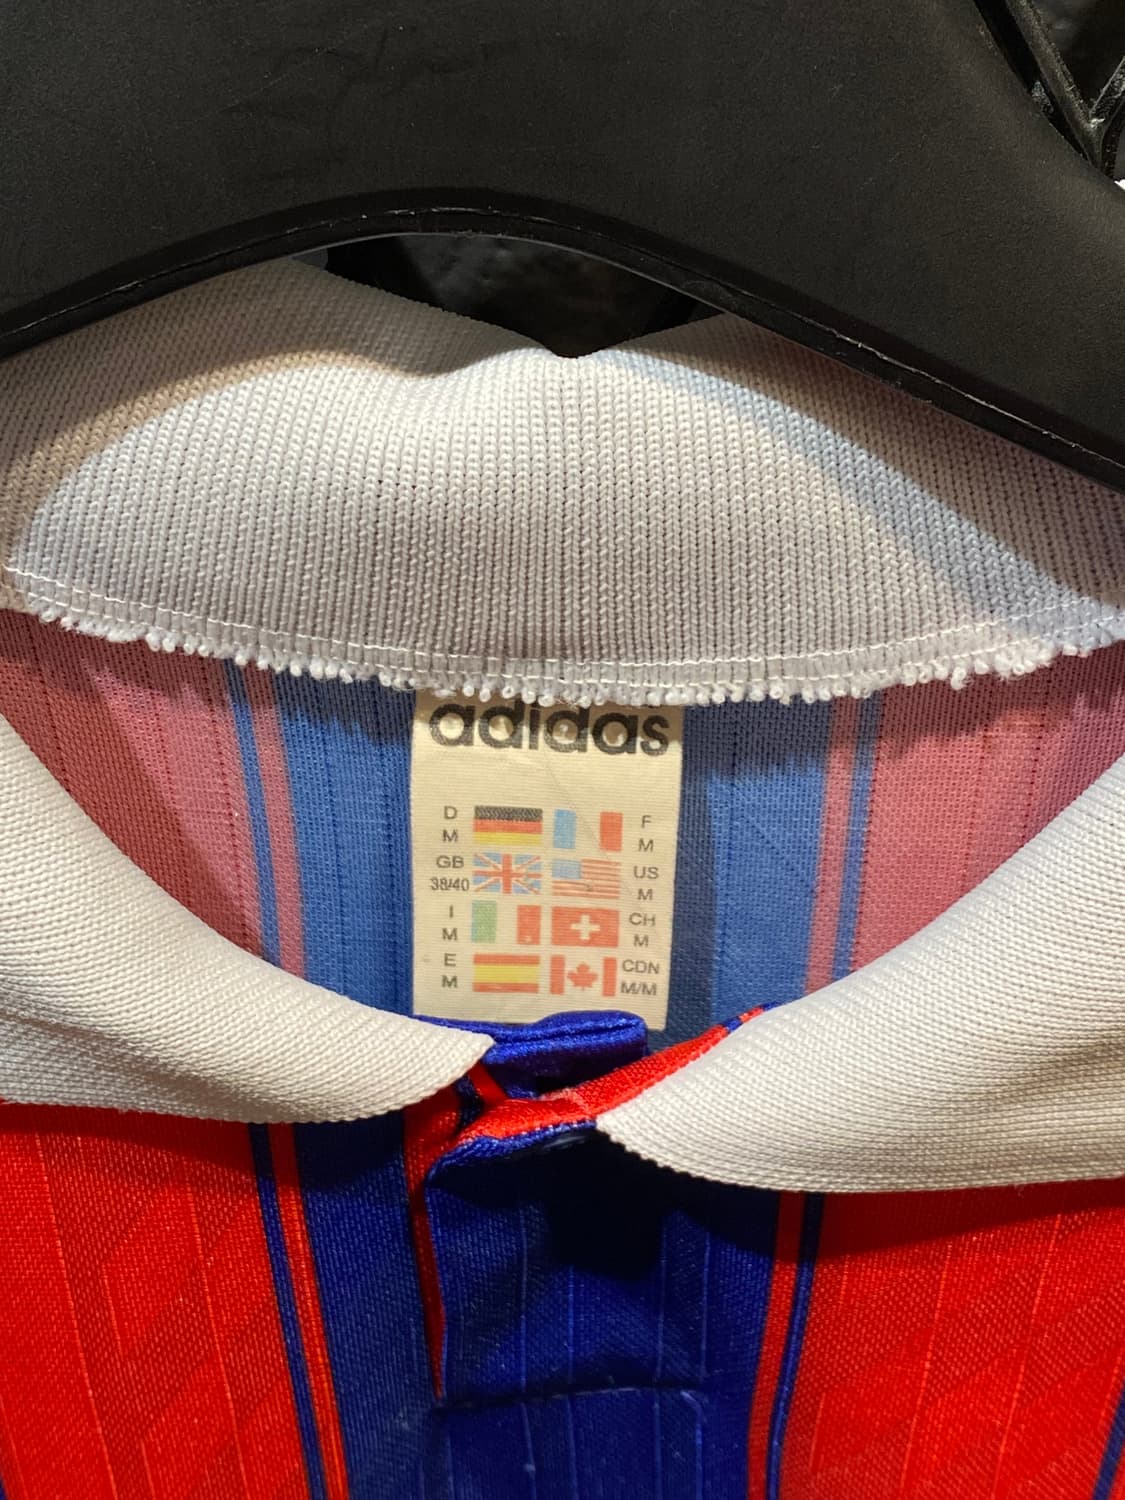 adidas
D F
M M
GB US
38/40 M
I CH
M M
E CDN
M M/M